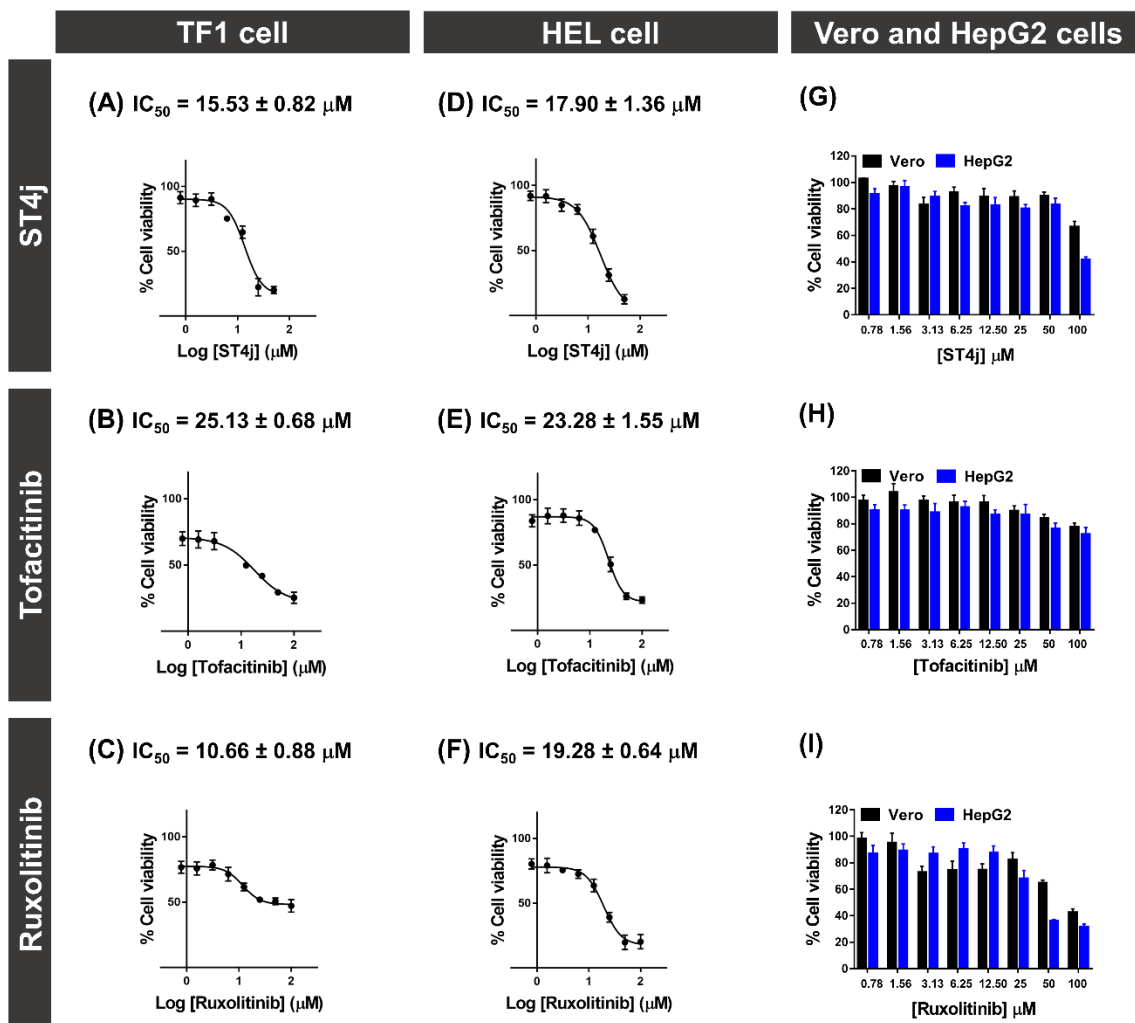 TF1 cell
HEL cell
Vero and HepG2 cells
ST4j
(A) IC50 = 15.53 ± 0.82 μM
% Cell viability
100
50
0 1 2
Log [ST4j] (μM)
(D) IC50 = 17.90 ± 1.36 μM
% Cell viability
100
50
0 1 2
Log [ST4j] (μM)
(G)
Vero HepG2
% Cell viability
120
100
80
60
40
20
0
0.78 1.56 3.13 6.25 12.50 25 50 100
[ST4j] μM
Tofacitinib
(B) IC50 = 25.13 ± 0.68 μM
% Cell viability
100
50
0 1 2
Log [Tofacitinib] (μM)
(E) IC50 = 23.28 ± 1.55 μM
% Cell viability
100
50
0 1 2
Log [Tofacitinib] (μM)
(H)
Vero HepG2
% Cell viability
120
100
80
60
40
20
0
0.78 1.56 3.13 6.25 12.50 25 50 100
[Tofacitinib] μM
Ruxolitinib
(C) IC50 = 10.66 ± 0.88 μM
% Cell viability
100
50
0 1 2
Log [Ruxolitinib] (μM)
(F) IC50 = 19.28 ± 0.64 μM
% Cell viability
100
50
0 1 2
Log [Ruxolitinib] (μM)
(I)
Vero HepG2
% Cell viability
120
100
80
60
40
20
0
0.78 1.56 3.13 6.25 12.50 25 50 100
[Ruxolitinib] μM